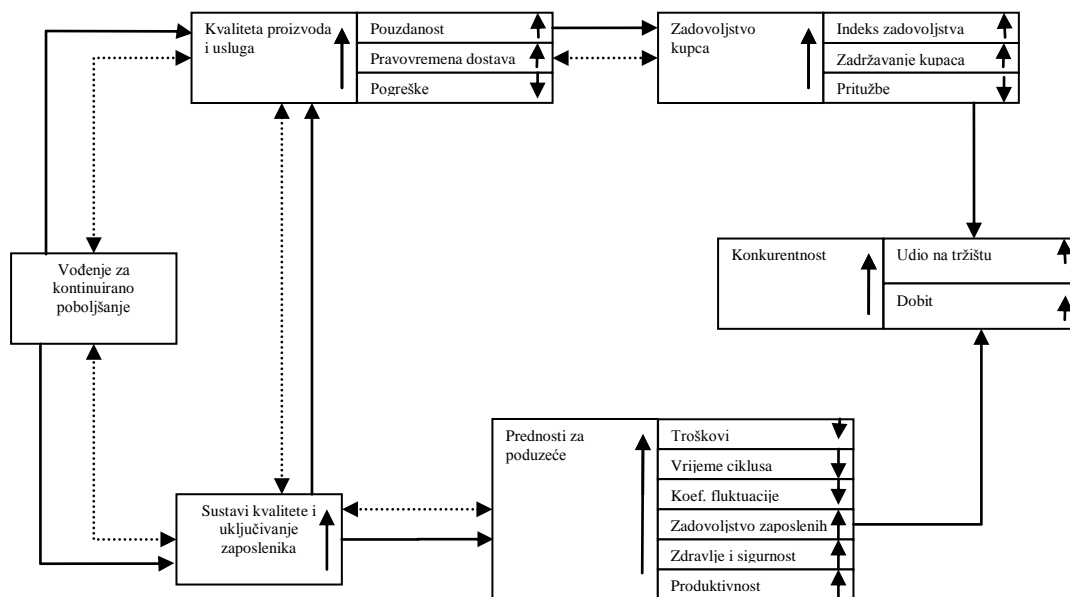 Kvaliteta proizvoda
i usluga
Pouzdanost
Pravovremena dostava
Pogreške
Zadovoljstvo
kupca
Indeks zadovoljstva
Zadržavanje kupaca
Pritužbe
Konkurentnost
Udio na tržištu
Dobit
Vođenje za
kontinuirano
poboljšanje
Sustavi kvalitete i
uključivanje
zaposlenika
Prednosti za
poduzeće
Troškovi
Vrijeme ciklusa
Koef. fluktuacije
Zadovoljstvo zaposlenih
Zdravlje i sigurnost
Produktivnost